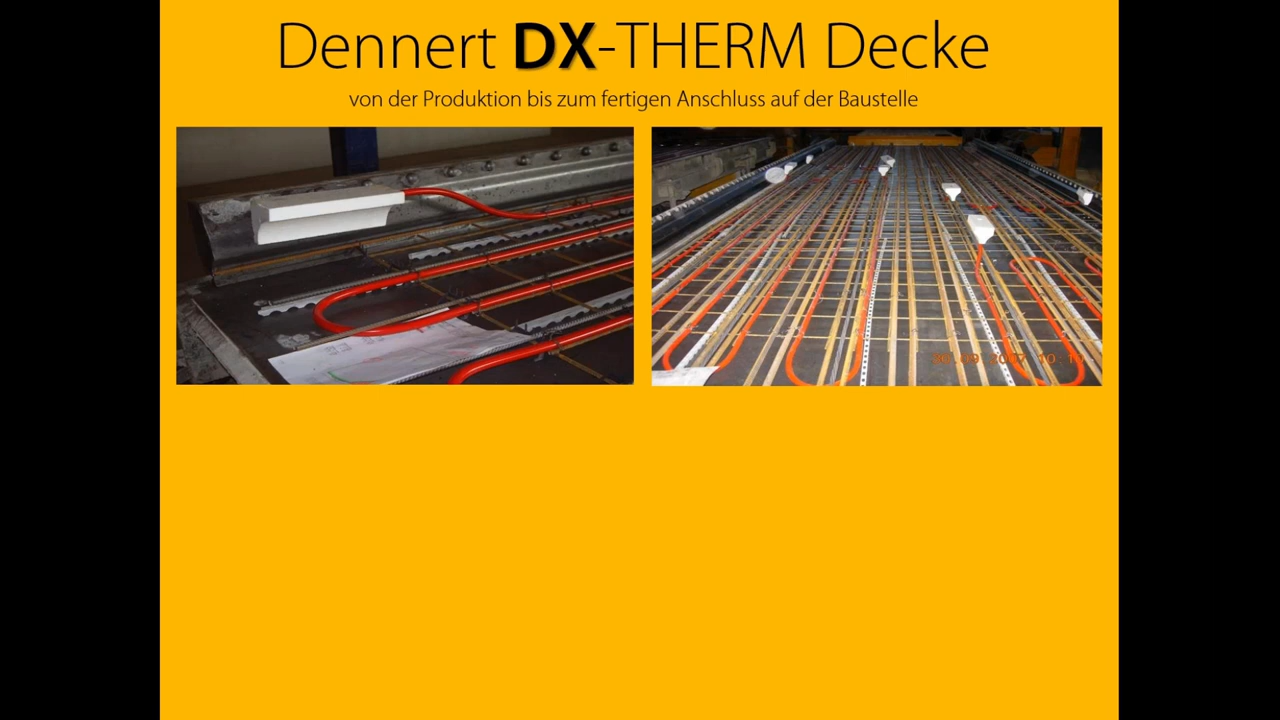 Dennert DX-THERM Decke
von der Produktion bis zum fertigen Anschluss auf der Baustelle